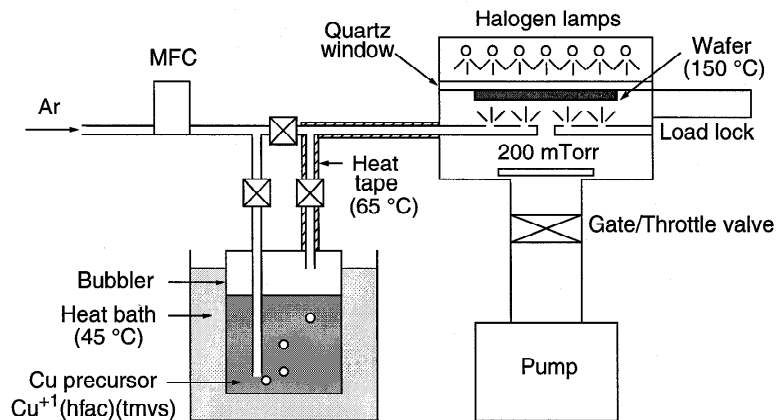 Halogen lamps
Quartz
window
Wafer
(150 °C)
MFC
Ar
Load lock
200 mTorr
Heat
tape
(65 °C)
Gate/Throttle valve
Bubbler
Heat bath
(45 °C)
Pump
Cu precursor
Cu+1(hfac)(tmvs)